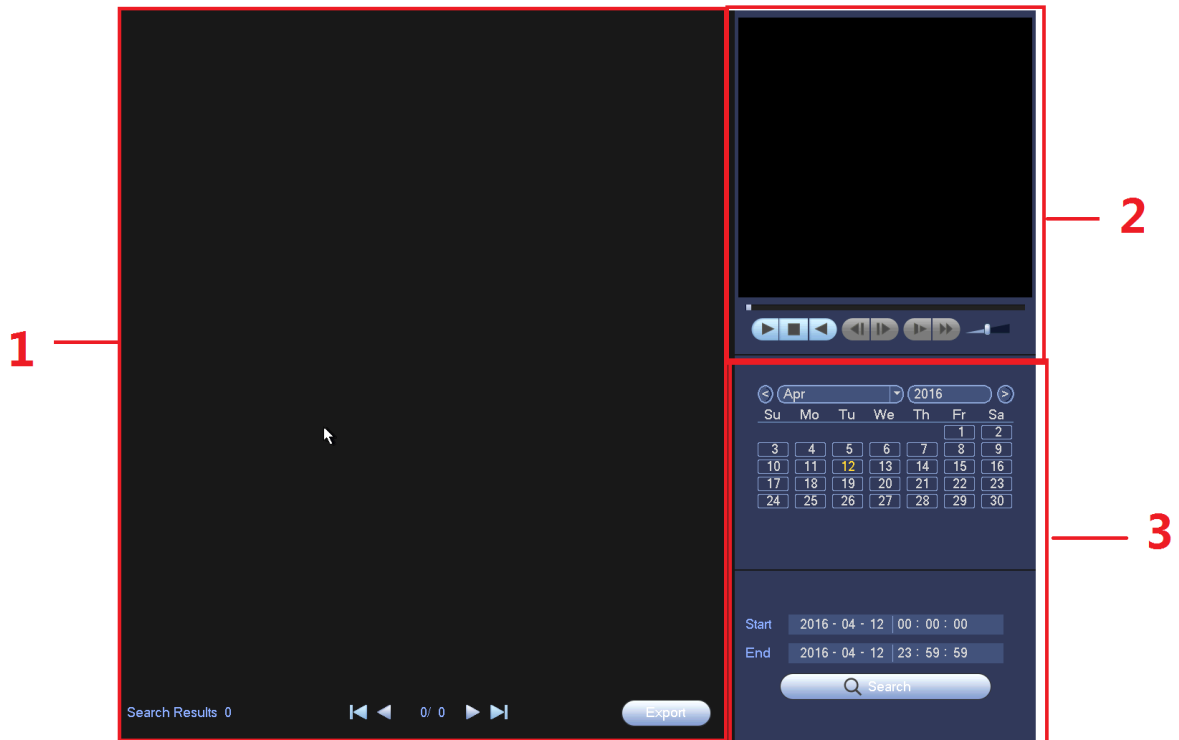 1
Search Results 0
0/ 0
Export
2
Apr
2016
Su Mo Tu We Th Fr Sa
1 2
3 4 5 6 7 8 9
10 11 12 13 14 15 16
17 18 19 20 21 22 23
24 25 26 27 28 29 30
3
Start 2016 - 04 - 12 00 : 00 : 00
End 2016 - 04 - 12 23 : 59 : 59
Search